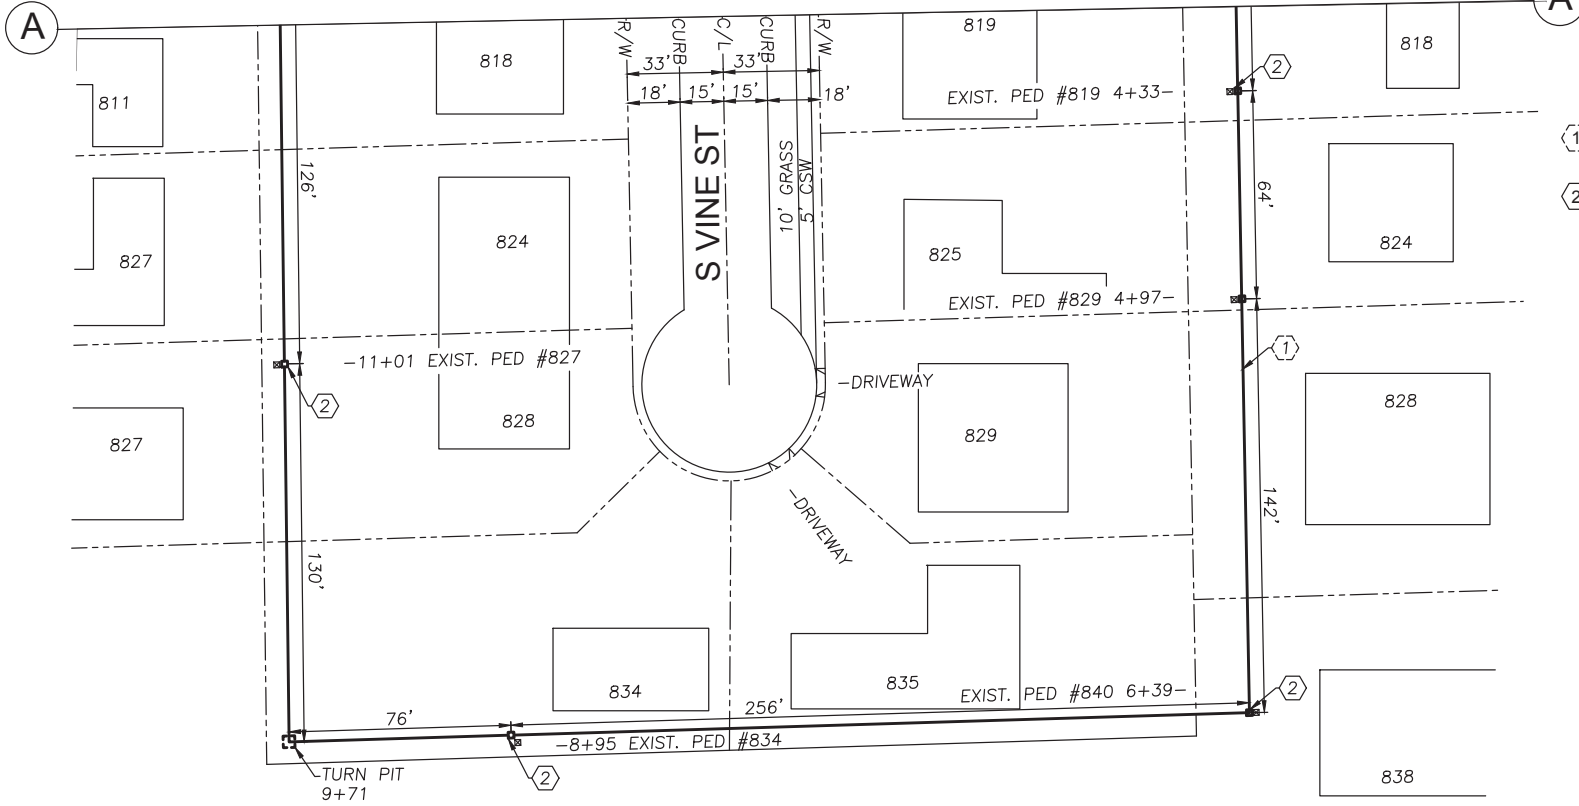 A
A
R/W
CURB
C/L
CURB
R/W
33'
33'
18'
15'
15'
18'
811
818
819
818
EXIST. PED #819 4+33
2
1
2
126'
S VINE ST
10' GRASS
5' CSW
64'
827
824
825
824
EXIST. PED #829 4+97
11+01 EXIST. PED #827
2
DRIVEWAY
1
827
828
829
828
DRIVEWAY
142'
130'
834
835
EXIST. PED #840 6+39
2
76'
256'
8+95 EXIST. PED #834
TURN PIT
9+71
2
838